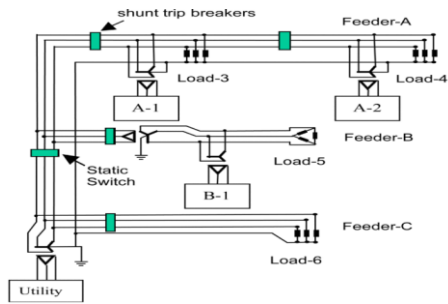 shunt trip breakers
Feeder-A
Load-3
Load-4
A-1
A-2
Feeder-B
Load-5
Static
Switch
B-1
Feeder-C
Load-6
Utility